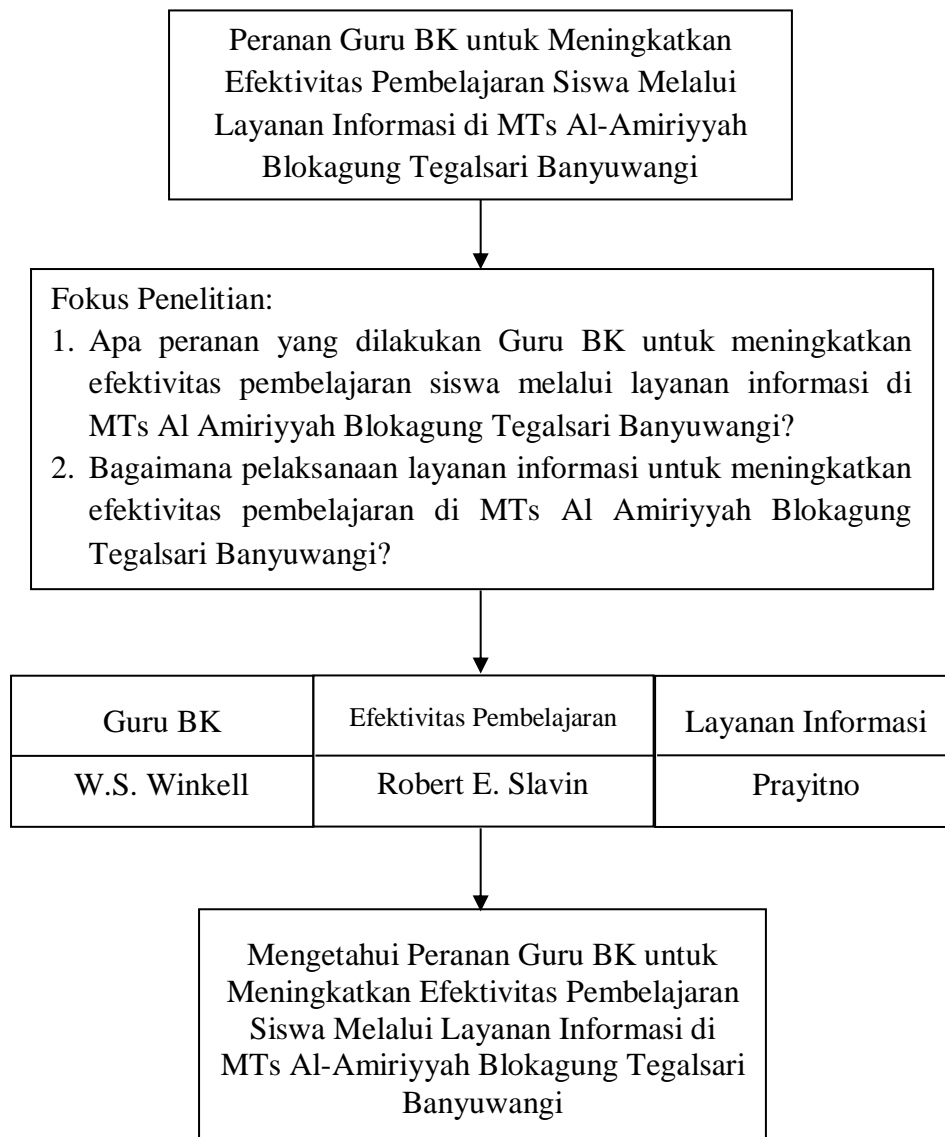 Peranan Guru BK untuk Meningkatkan
Efektivitas Pembelajaran Siswa Melalui
Layanan Informasi di MTs Al-Amiriyyah
Blokagung Tegalsari Banyuwangi
Fokus Penelitian:
1. Apa peranan yang dilakukan Guru BK untuk meningkatkan
efektivitas pembelajaran siswa melalui layanan informasi di
MTs Al Amiriyyah Blokagung Tegalsari Banyuwangi?
2. Bagaimana pelaksanaan layanan informasi untuk meningkatkan
efektivitas pembelajaran di MTs Al Amiriyyah Blokagung
Tegalsari Banyuwangi?
Guru BK
Efektivitas Pembelajaran
Layanan Informasi
W.S. Winkell
Robert E. Slavin
Prayitno
Mengetahui Peranan Guru BK untuk
Meningkatkan Efektivitas Pembelajaran
Siswa Melalui Layanan Informasi di
MTs Al-Amiriyyah Blokagung Tegalsari
Banyuwangi